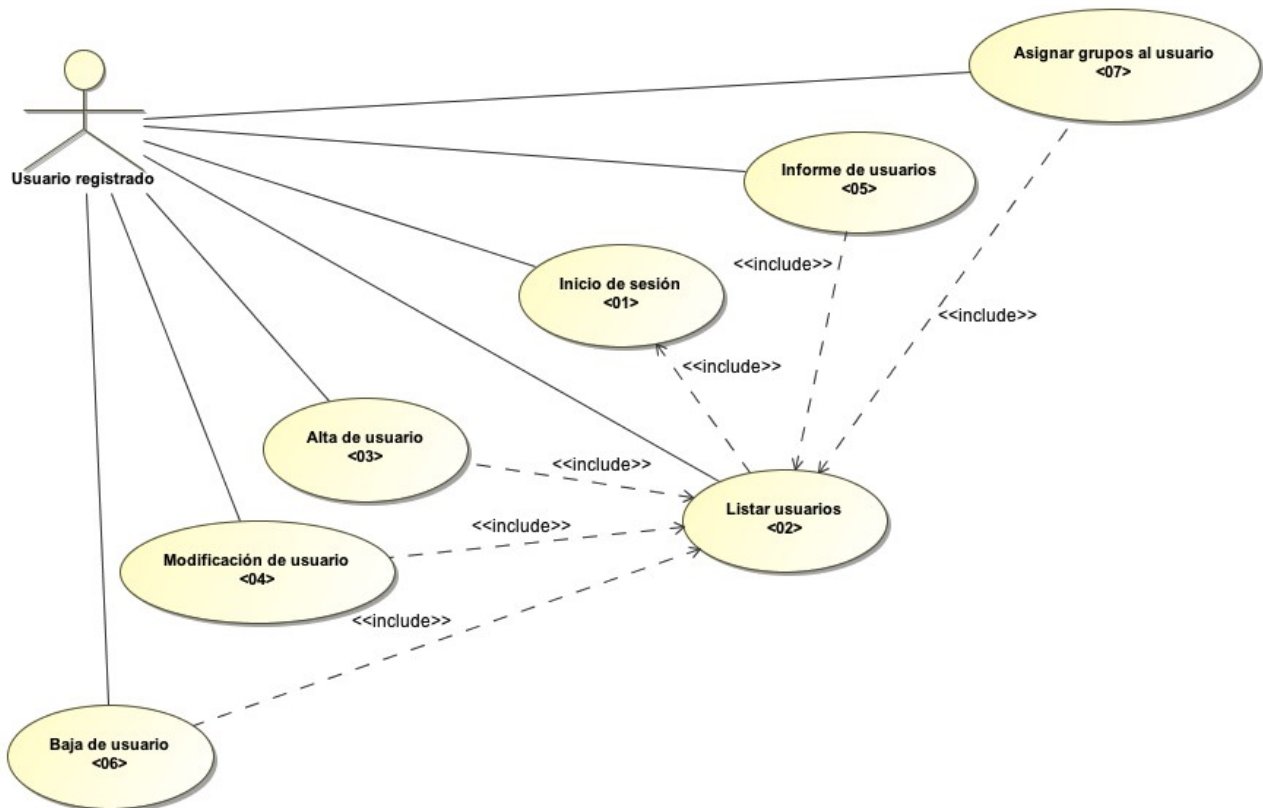 Asignar grupos al usuario
<07>
Usuario registrado
Informe de usuarios
<05>
<<include>>
Inicio de sesión
<01>
<<include>>
<<include>>
Alta de usuario
<03>
<<include>>
Listar usuarios
<02>
<<include>>
Modificación de usuario
<04>
<<include>>
Baja de usuario
<06>